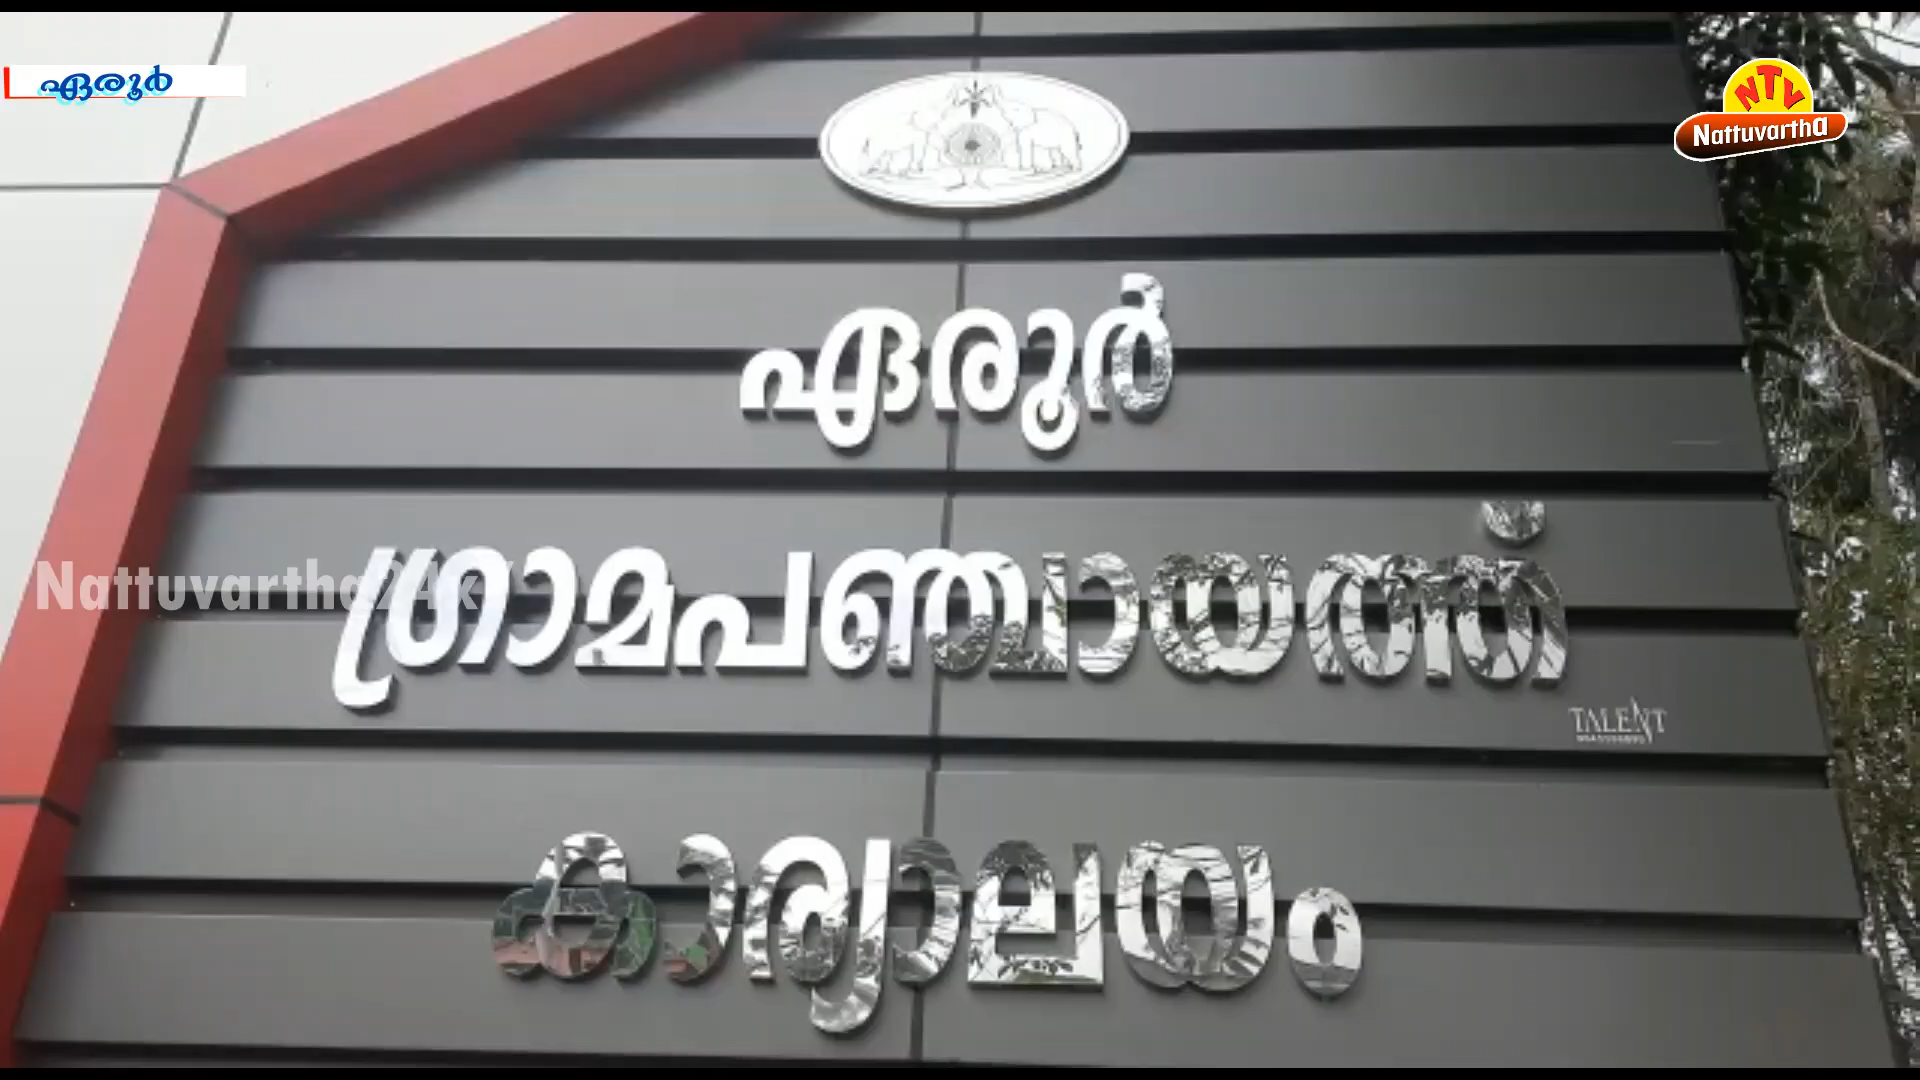 ഏരൂർ
NTV
Nattuvartha
ഏരൂർ
ഗ്രാമപഞ്ചായത്ത്
Nattuvartha24x7
TALENT
കാര്യാലയം